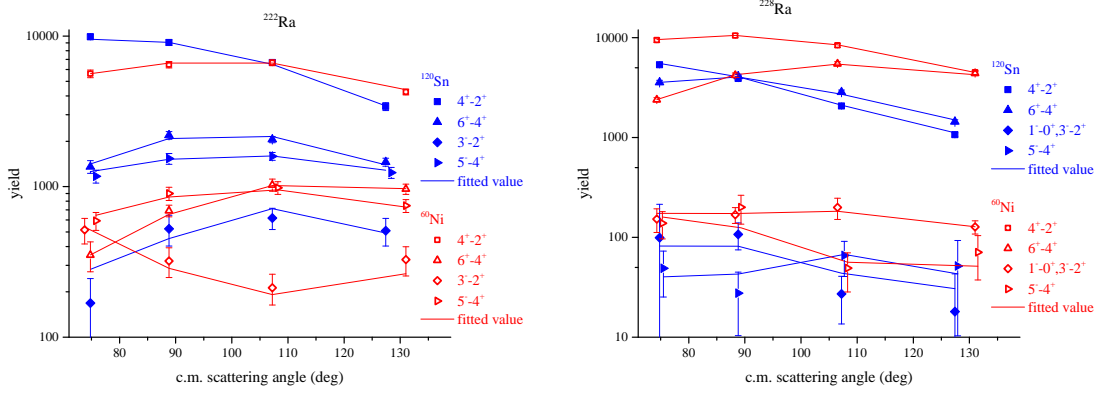 ²²²Ra
yield
10000
1000
100
80
90
100
110
120
130
c.m. scattering angle (deg)
¹²⁰Sn
4⁺-2⁺
6⁺-4⁺
3⁻-2⁺
5⁻-4⁺
fitted value
⁶⁰Ni
4⁺-2⁺
6⁺-4⁺
3⁻-2⁺
5⁻-4⁺
fitted value
²²⁸Ra
yield
10000
1000
100
10
80
90
100
110
120
130
c.m. scattering angle (deg)
¹²⁰Sn
4⁺-2⁺
6⁺-4⁺
1⁻-0⁺,3⁻-2⁺
5⁻-4⁺
fitted value
⁶⁰Ni
4⁺-2⁺
6⁺-4⁺
1⁻-0⁺,3⁻-2⁺
5⁻-4⁺
fitted value